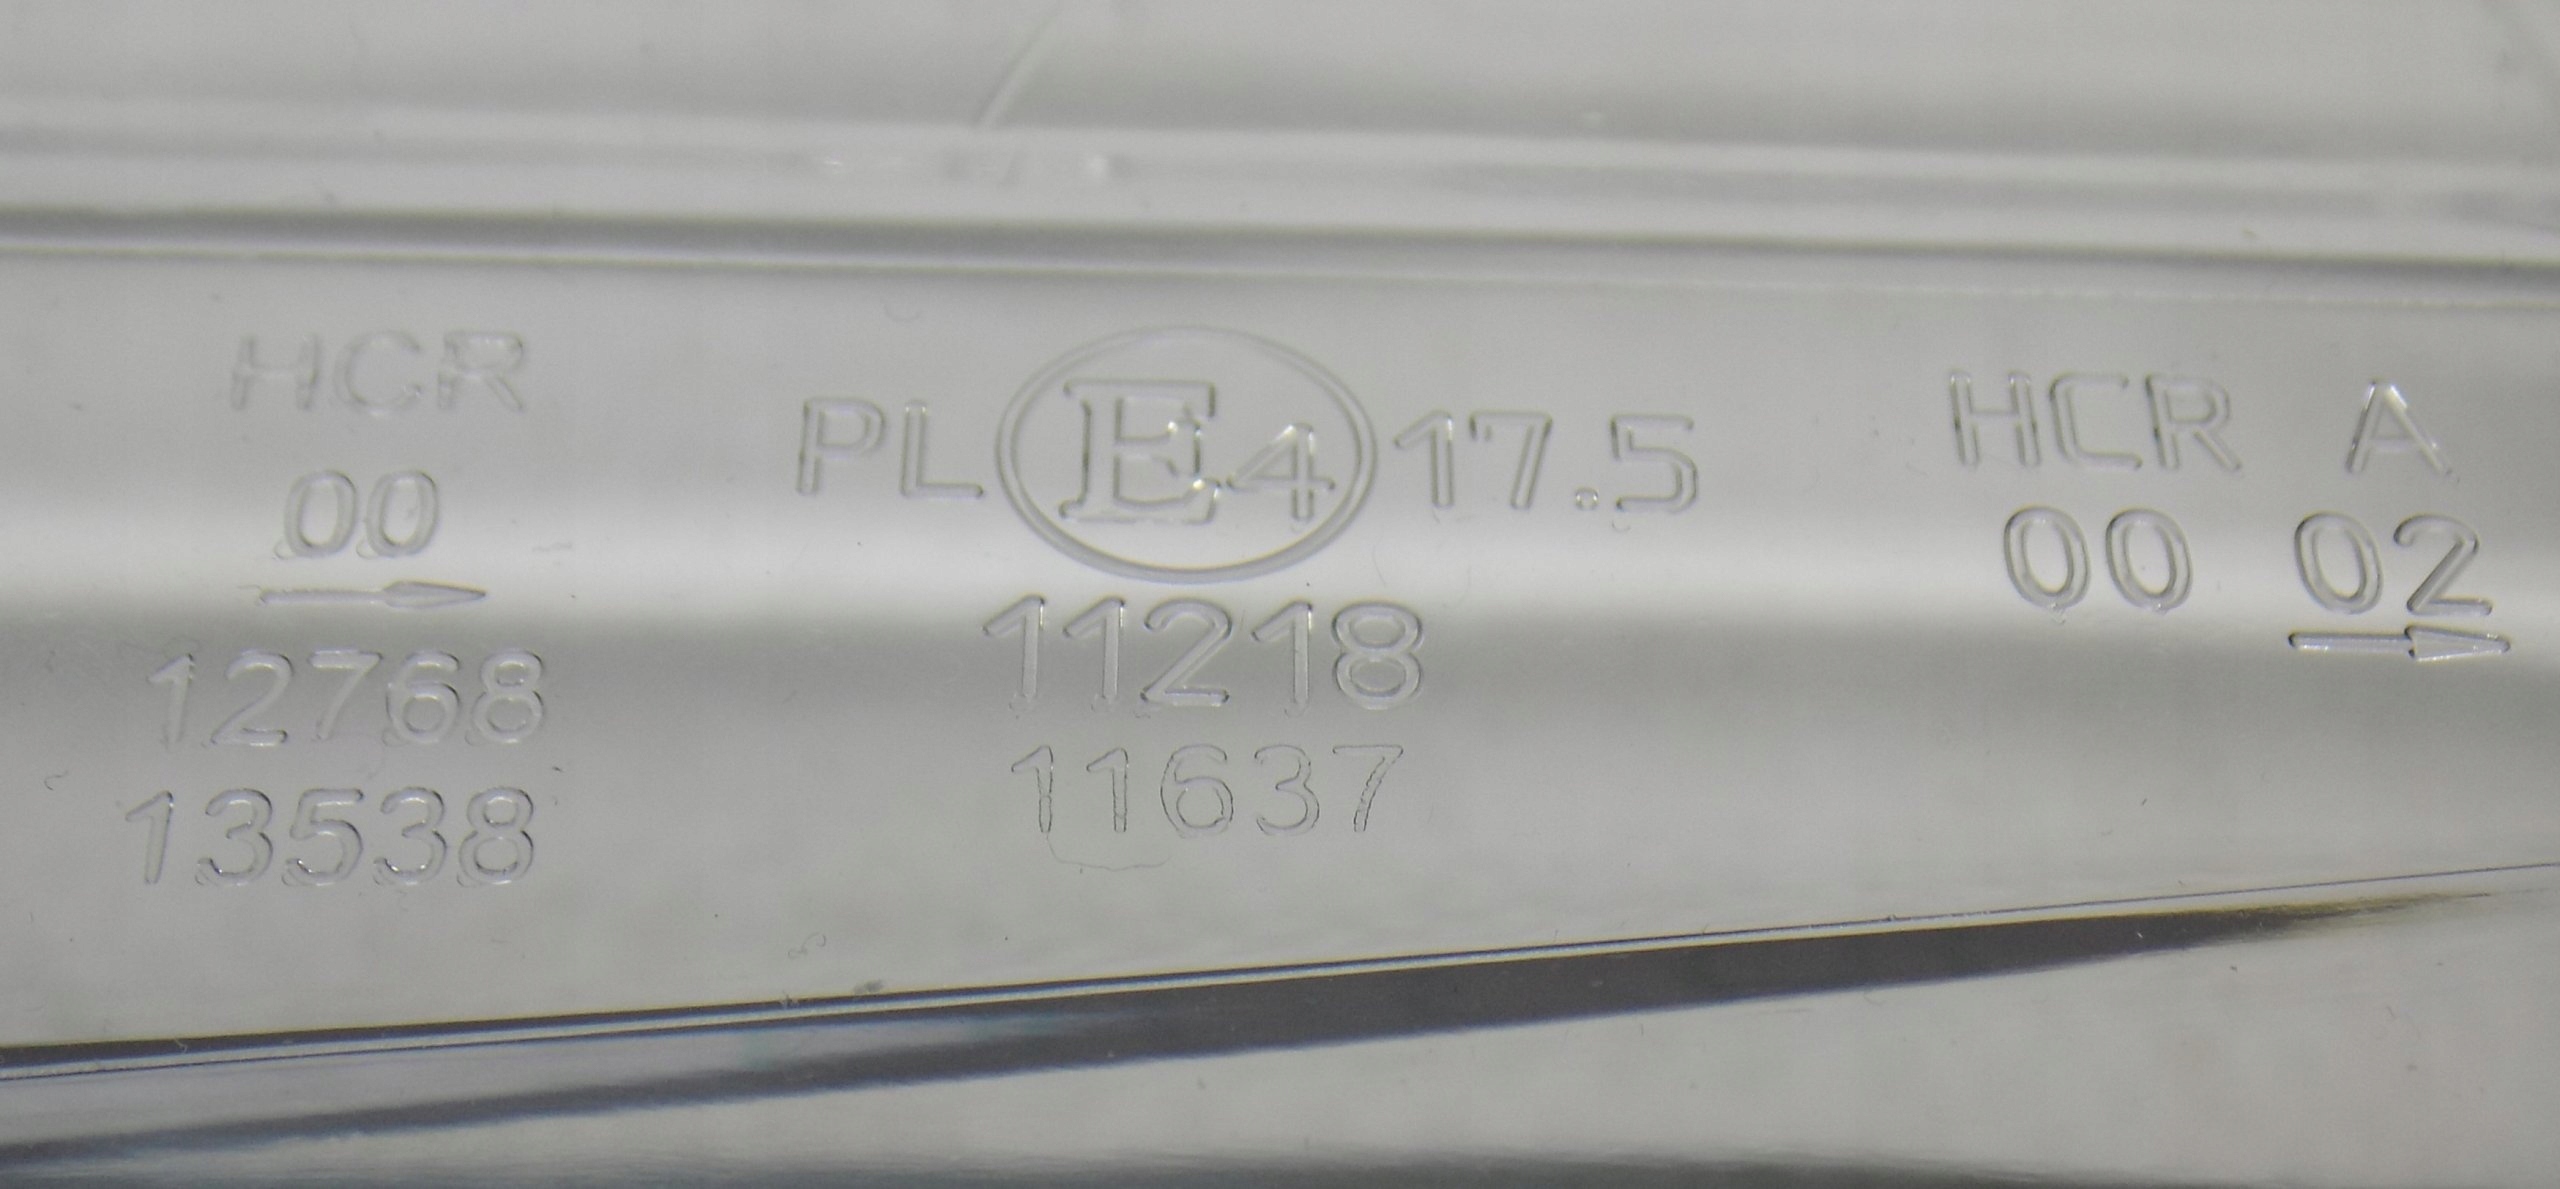 HCR
00
→
12768
13538
PL E4 17.5
11218
11637
HCR A
00 02
→